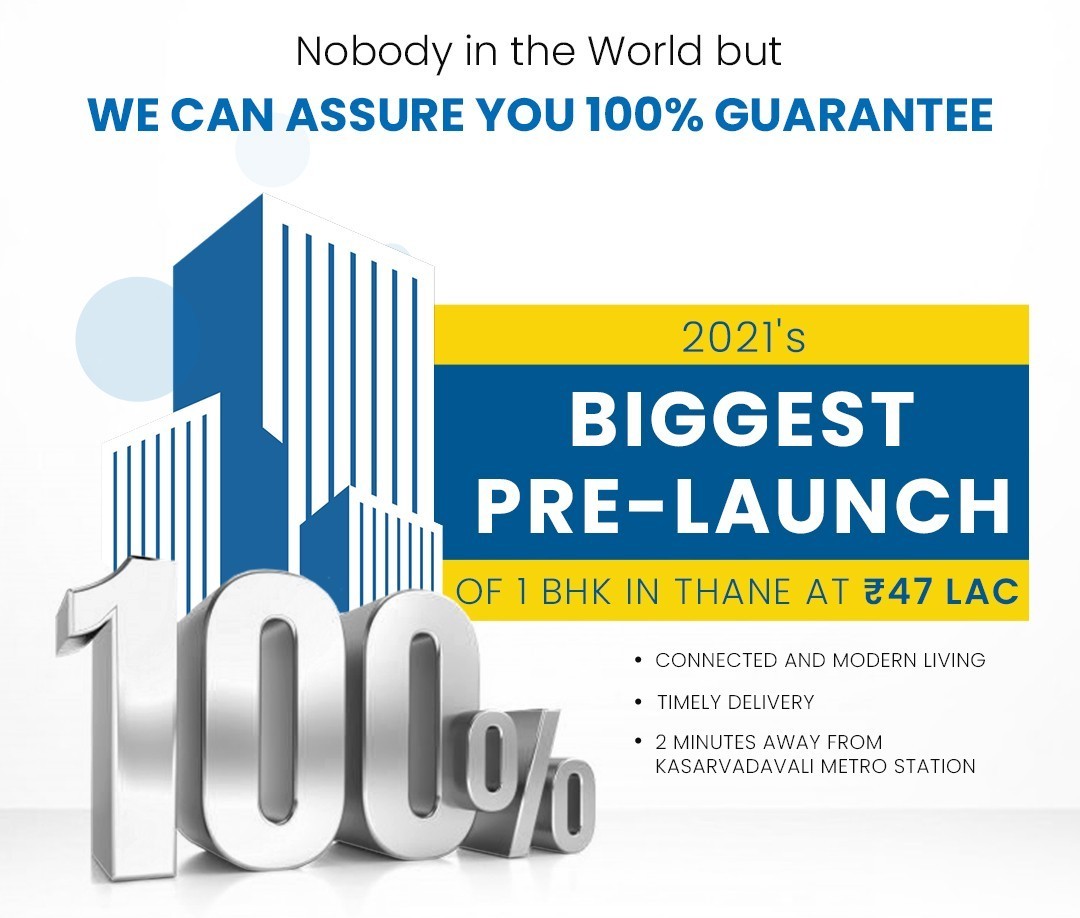 Nobody in the World but
WE CAN ASSURE YOU 100% GUARANTEE
2021's
BIGGEST
PRE-LAUNCH
OF 1 BHK IN THANE AT ₹47 LAC
• CONNECTED AND MODERN LIVING
• TIMELY DELIVERY
• 2 MINUTES AWAY FROM
KASARVADAVALI METRO STATION
100%